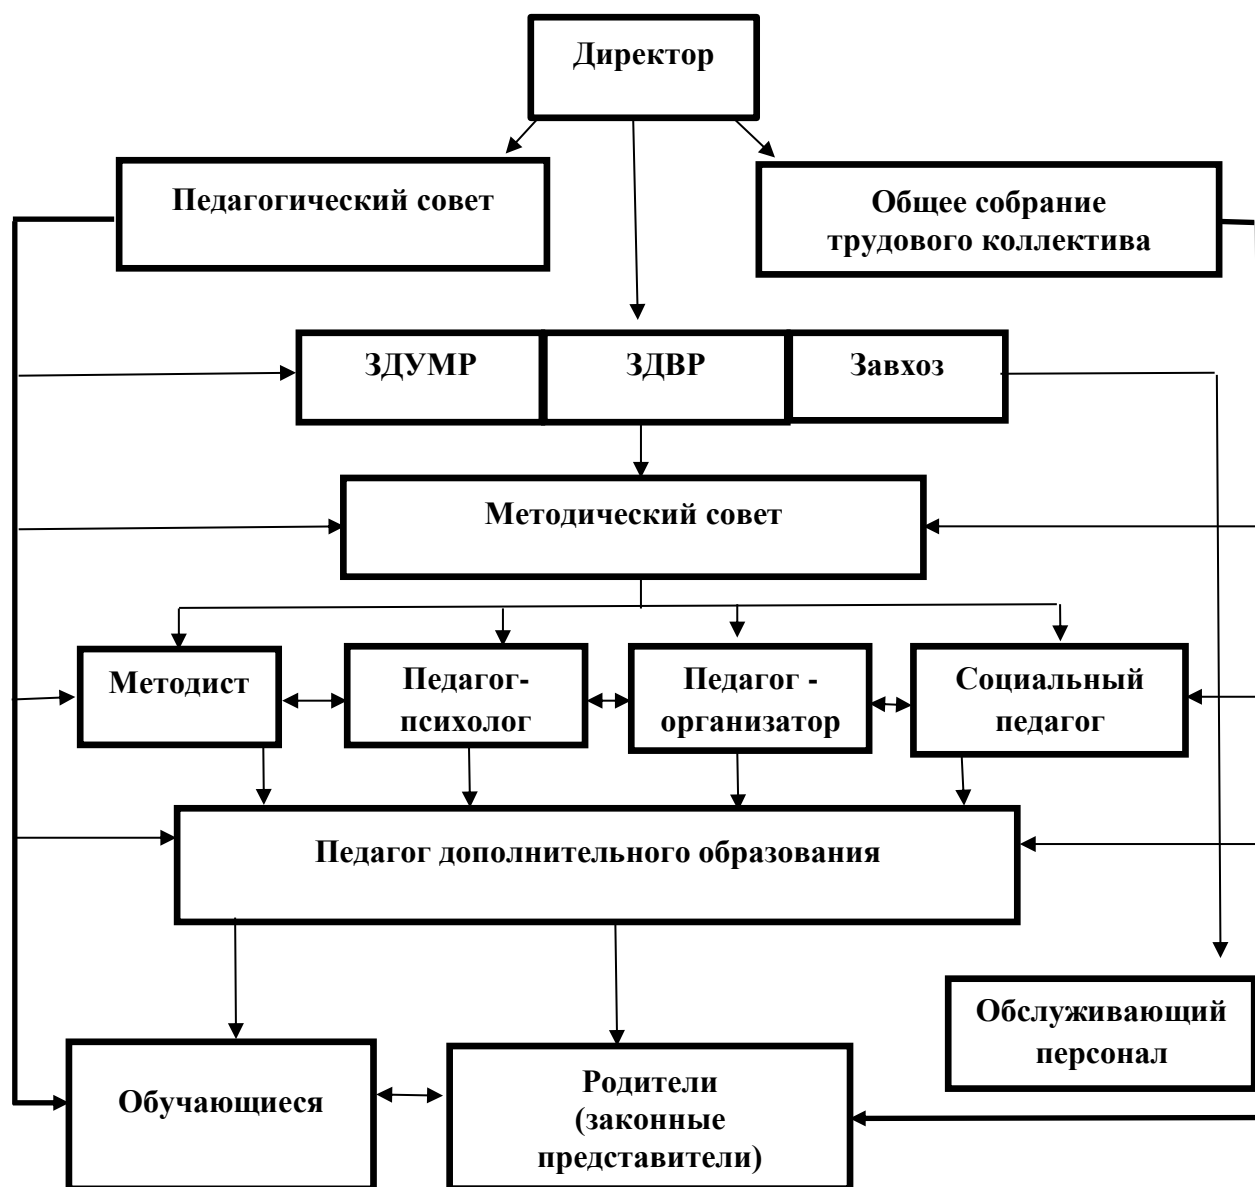 Директор
Педагогический совет
Общее собрание
трудового коллектива
ЗДУМР
ЗДВР
Завхоз
Методический совет
Методист
Педагог-
психолог
Педагог -
организатор
Социальный
педагог
Педагог дополнительного образования
Обслуживающий
персонал
Обучающиеся
Родители
(законные
представители)